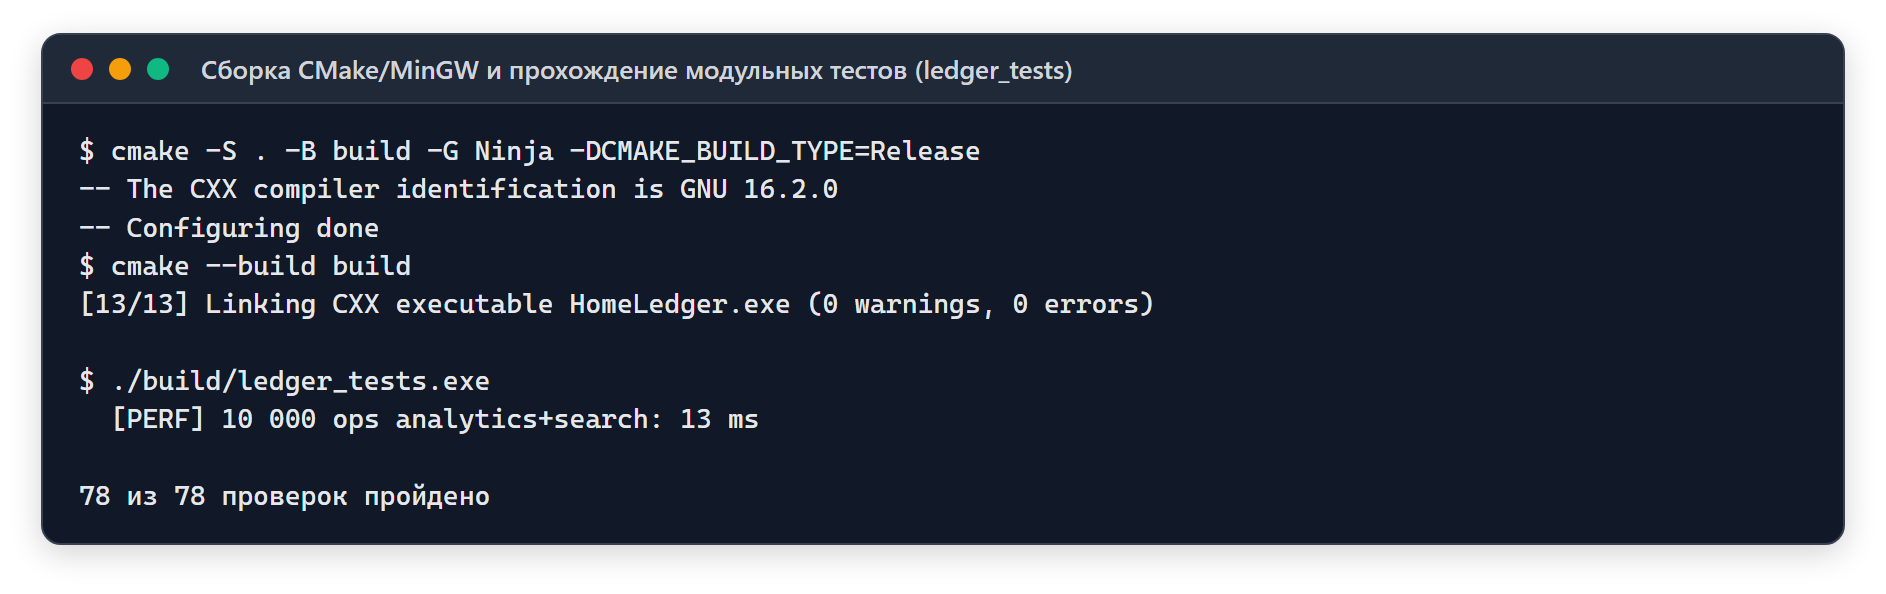 Сборка CMake/MinGW и прохождение модульных тестов (ledger_tests)
$ cmake -S . -B build -G Ninja -DCMAKE_BUILD_TYPE=Release
-- The CXX compiler identification is GNU 16.2.0
-- Configuring done
$ cmake --build build
[13/13] Linking CXX executable HomeLedger.exe (0 warnings, 0 errors)
$ ./build/ledger_tests.exe
[PERF] 10 000 ops analytics+search: 13 ms
78 из 78 проверок пройдено